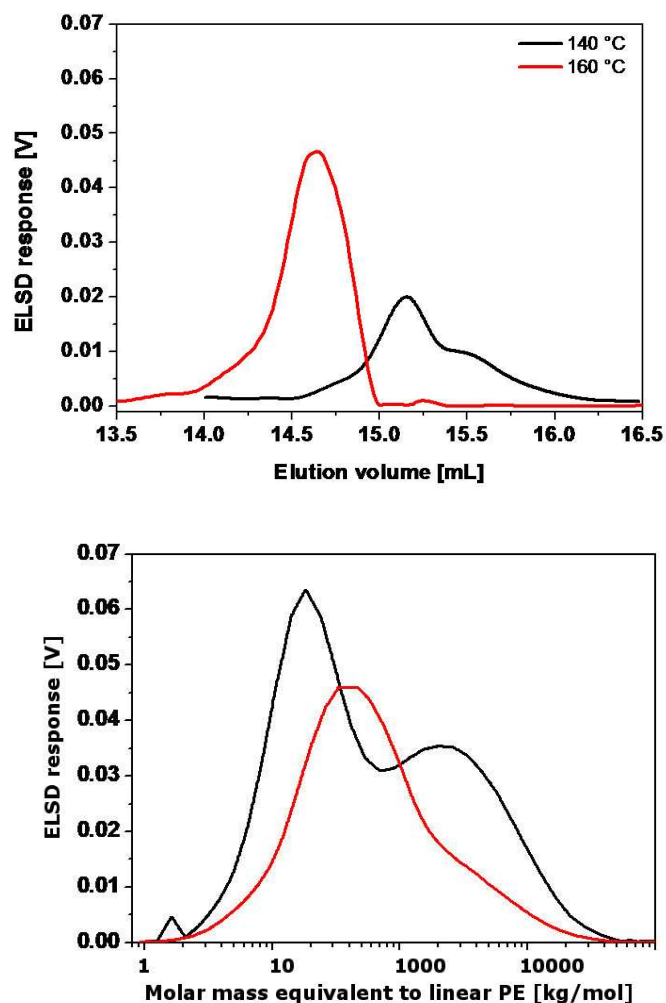 0.07
0.06
0.05
0.04
0.03
0.02
0.01
0.00
ELSD response [V]
140 °C
160 °C
13.5 14.0 14.5 15.0 15.5 16.0 16.5
Elution volume [mL]
0.07
0.06
0.05
0.04
0.03
0.02
0.01
0.00
ELSD response [V]
1 10 1000 10000
Molar mass equivalent to linear PE [kg/mol]